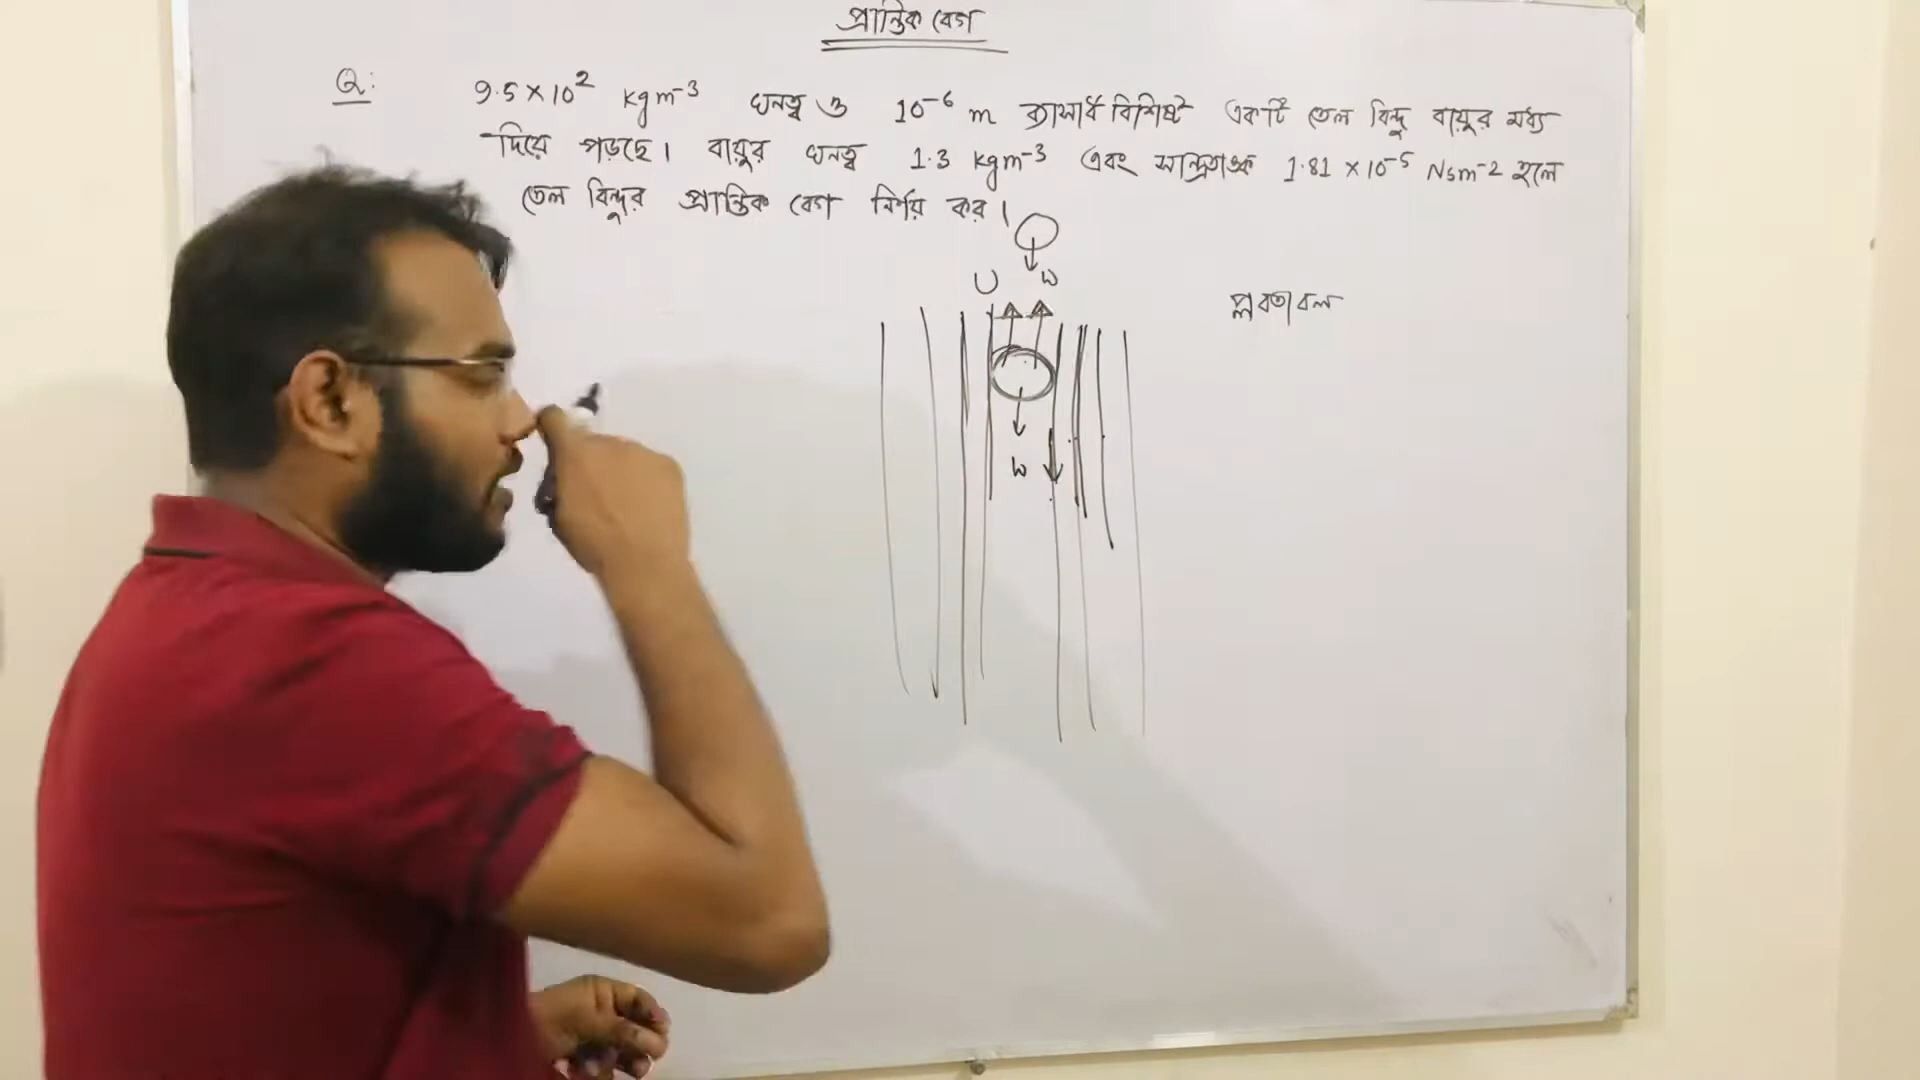 প্রান্তিক বেগ
Q: 9.5 × 10² kgm⁻³ ঘনত্ব ও 10⁻⁶ m ব্যাসার্ধ বিশিষ্ট একটি তেল বিন্দু বায়ুর মধ্য
দিয়ে পড়ছে। বায়ুর ঘনত্ব 1.3 kgm⁻³ এবং সান্দ্রতাঙ্ক 1.81 × 10⁻⁵ Nsm⁻² হলে
তেল বিন্দুর প্রান্তিক বেগ নির্ণয় কর।
U W
প্লবতাবল
W